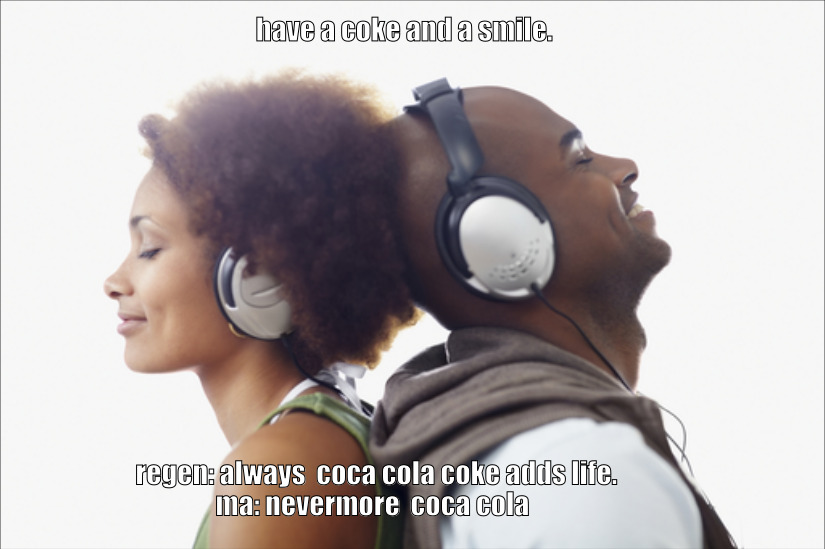 have a coke and a smile.
regen: always  coca cola coke adds life.
ma: nevermore  coca cola